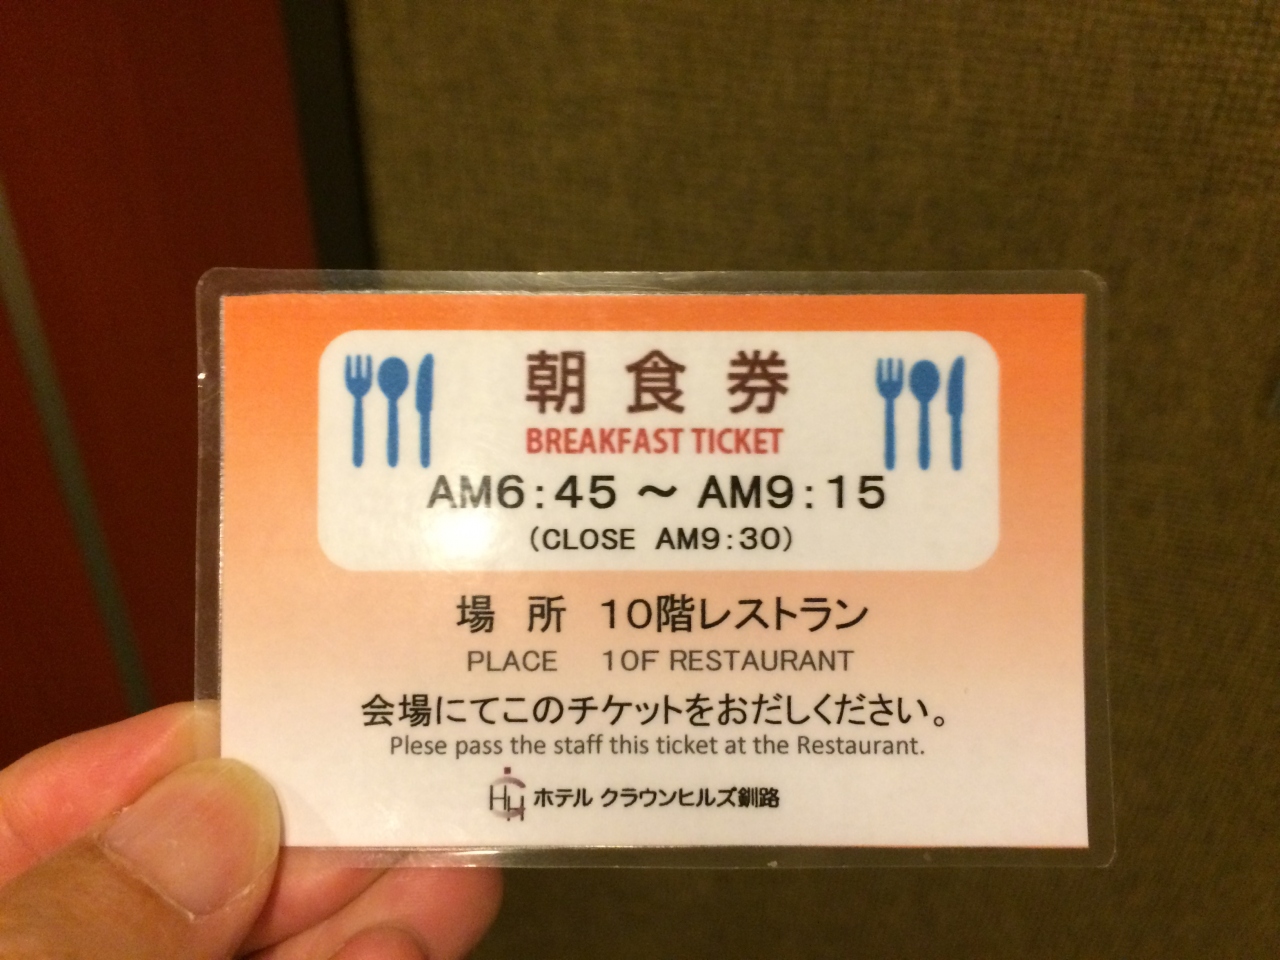 朝食券
BREAKFAST TICKET
AM6:45 ～ AM9:15
(CLOSE AM9:30)
場 所 10階レストラン
PLACE 10F RESTAURANT
会場にてこのチケットをおだしください。
Plese pass the staff this ticket at the Restaurant.
ホテル クラウンヒルズ釧路